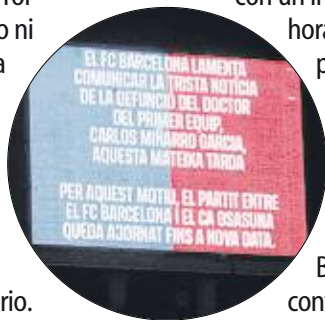 EL FC BARCELONA LAMENTA
COMUNICAR LA TRISTA NOTÍCIA
DE LA DEFUNCIÓ DEL DOCTOR
DEL PRIMER EQUIP,
CARLOS MIÑARRO GARCIA,
AQUESTA MATEIXA TARDA
PER AQUEST MOTIU, EL PARTIT ENTRE
EL FC BARCELONA I EL CA OSASUNA
QUEDA AJORNAT FINS A NOVA DATA.
o ni
a
rio.
con un
hora
p
B
con